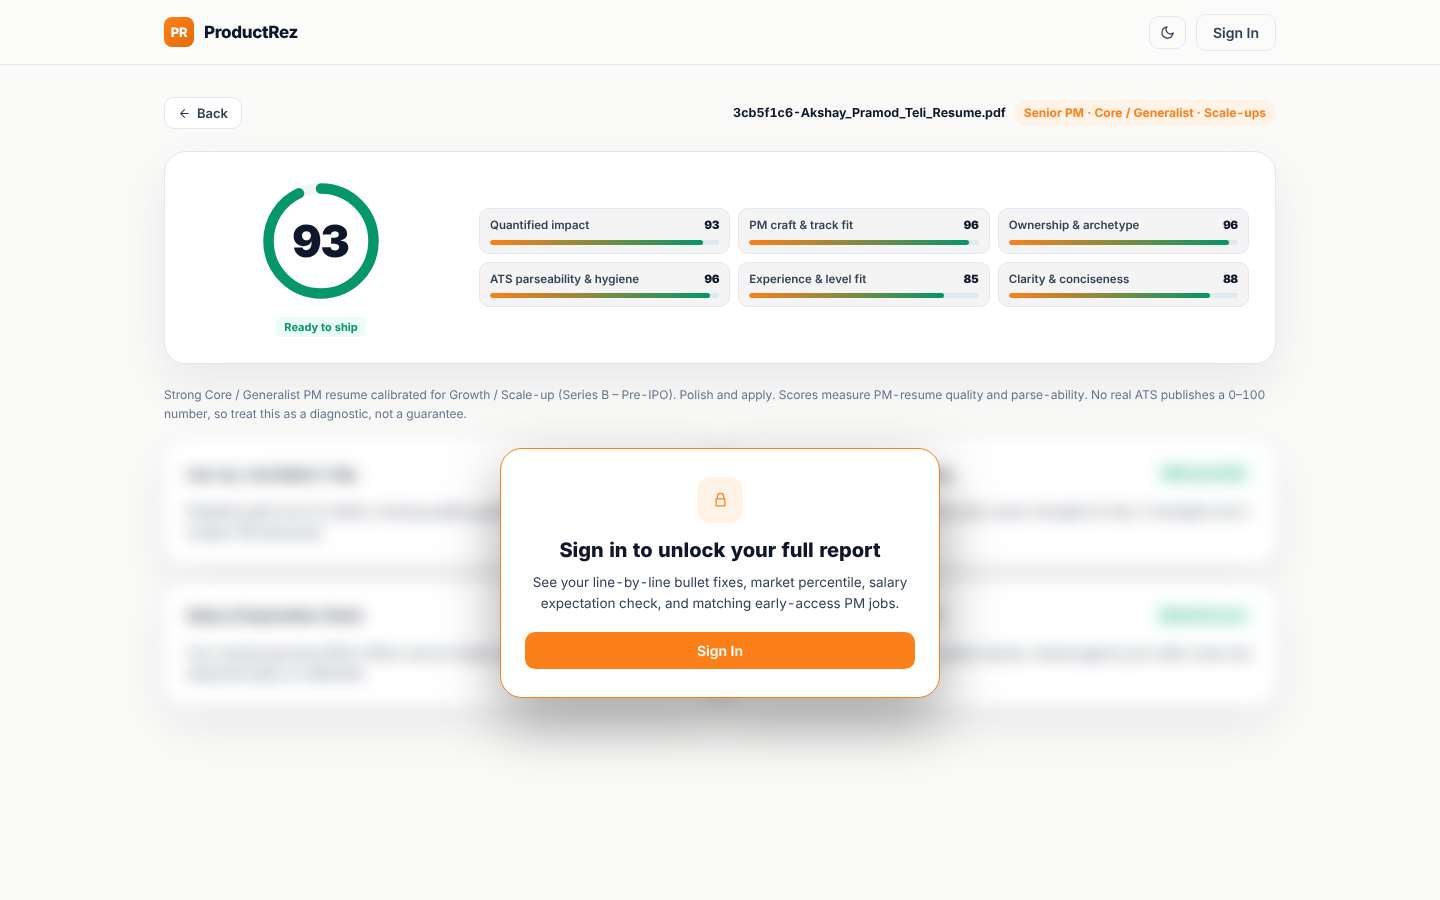 PR ProductRez
Sign In
← Back
3cb5f1c6-Akshay_Pramod_Teli_Resume.pdf
Senior PM · Core / Generalist · Scale-ups
93
Ready to ship
Quantified impact 93
PM craft & track fit 96
Ownership & archetype 96
ATS parseability & hygiene 96
Experience & level fit 85
Clarity & conciseness 88
Strong Core / Generalist PM resume calibrated for Growth / Scale-up (Series B – Pre-IPO). Polish and apply. Scores measure PM-resume quality and parse-ability. No real ATS publishes a 0–100
number, so treat this as a diagnostic, not a guarantee.
Sign in to unlock your full report
See your line-by-line bullet fixes, market percentile, salary
expectation check, and matching early-access PM jobs.
Sign In